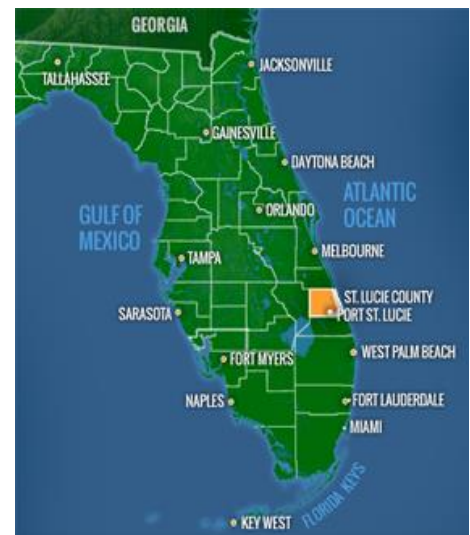 GEORGIA
JACKSONVILLE
TALLAHASSEE
GAINESVILLE
DAYTONA BEACH
ATLANTIC
OCEAN
ORLANDO
GULF OF
MEXICO
MELBOURNE
TAMPA
ST. LUCIE COUNTY
SARASOTA
PORT ST. LUCIE
WEST PALM BEACH
FORT MYERS
NAPLES
FORT LAUDERDALE
MIAMI
FLORIDA KEYS
KEY WEST